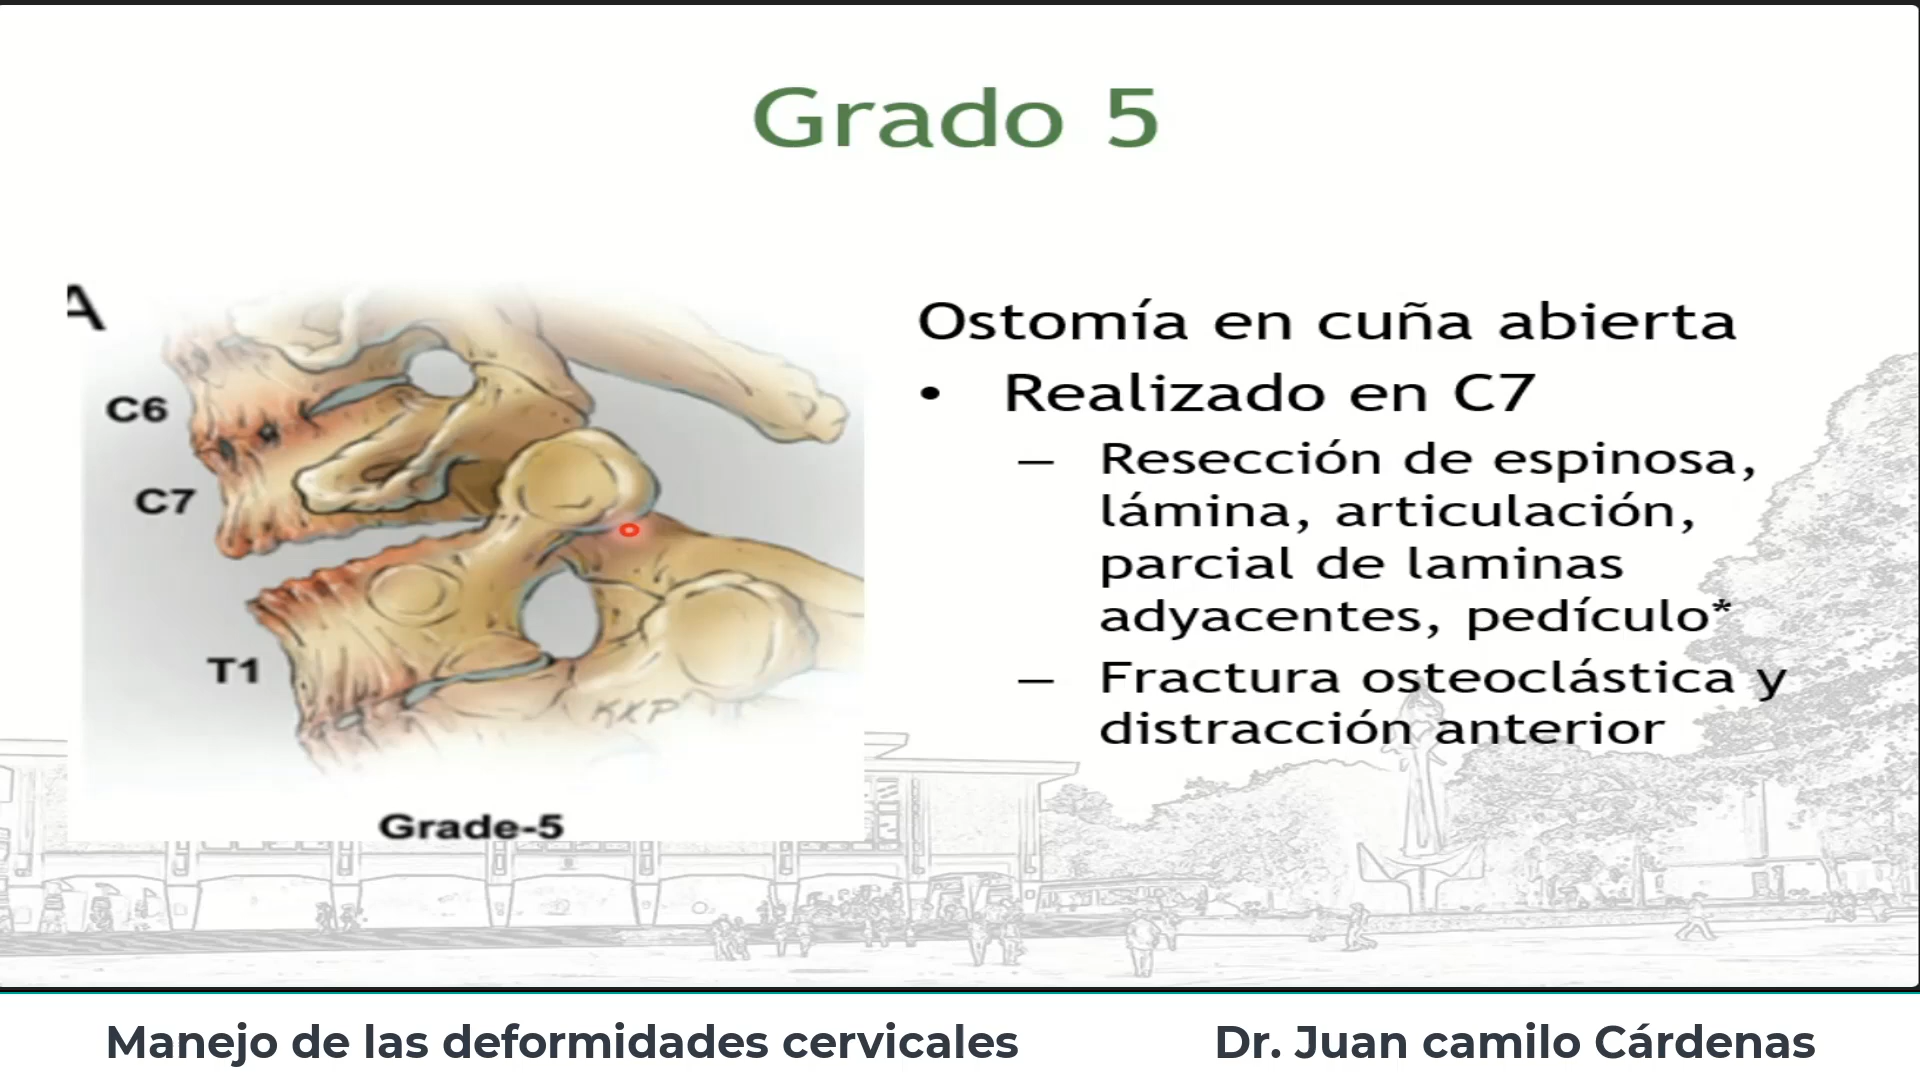 Grado 5
A
C6
C7
T1
KKP
Grade-5
Ostomía en cuña abierta
• Realizado en C7
– Resección de espinosa,
lámina, articulación,
parcial de laminas
adyacentes, pedículo*
– Fractura osteoclástica y
distracción anterior
Manejo de las deformidades cervicales
Dr. Juan camilo Cárdenas